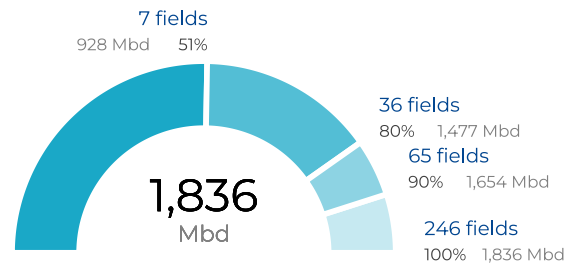 7 fields
928 Mbd 51%
36 fields
80% 1,477 Mbd
65 fields
90% 1,654 Mbd
1,836
Mbd
246 fields
100% 1,836 Mbd